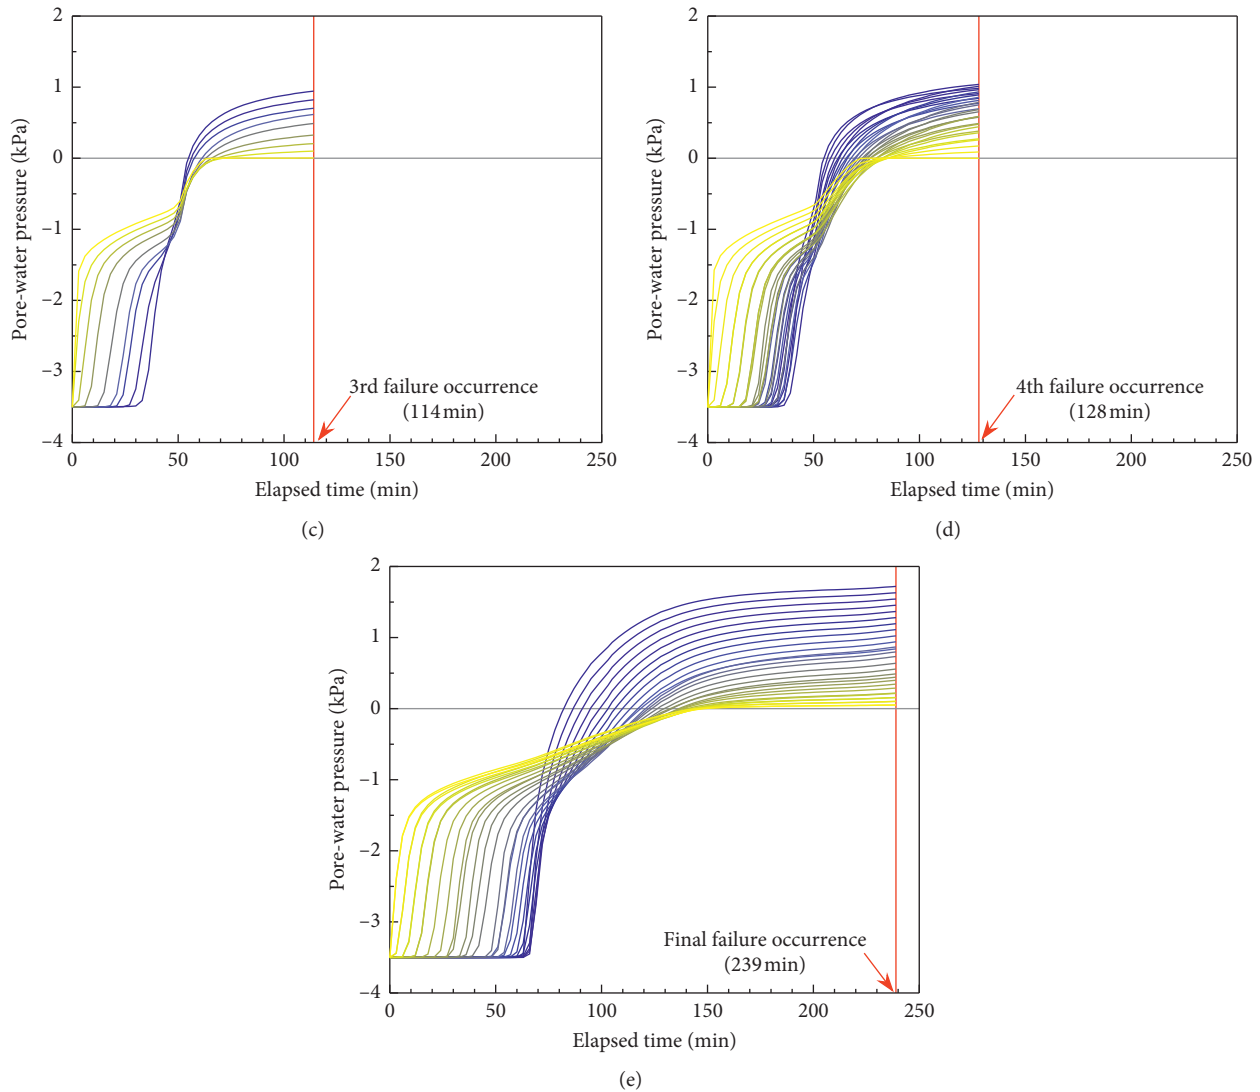 2
1
0
−1
−2
−3
−4
Pore-water pressure (kPa)
3rd failure occurrence
(114 min)
0 50 100 150 200 250
Elapsed time (min)
(c)
2
1
0
−1
−2
−3
−4
Pore-water pressure (kPa)
4th failure occurrence
(128 min)
0 50 100 150 200 250
Elapsed time (min)
(d)
2
1
0
−1
−2
−3
−4
Pore-water pressure (kPa)
Final failure occurrence
(239 min)
0 50 100 150 200 250
Elapsed time (min)
(e)